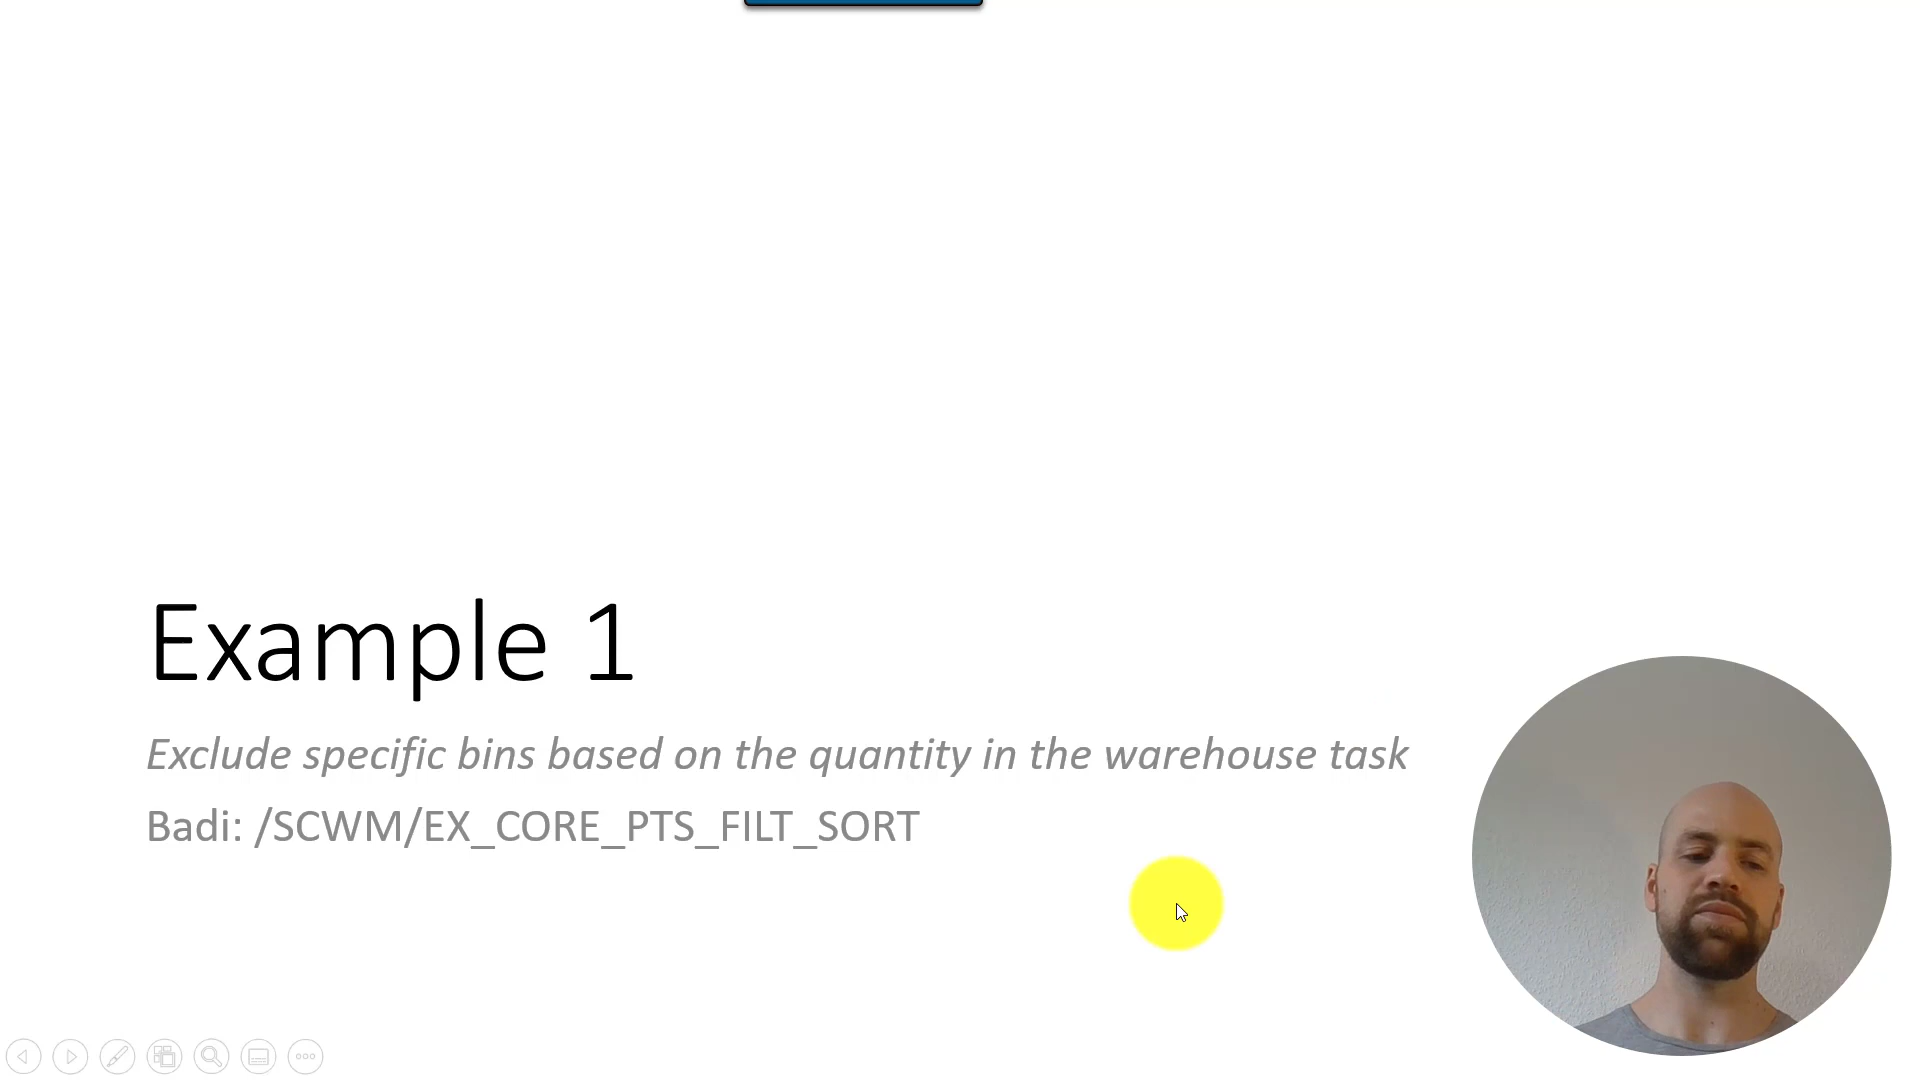 Example 1
Exclude specific bins based on the quantity in the warehouse task
Badi: /SCWM/EX_CORE_PTS_FILT_SORT